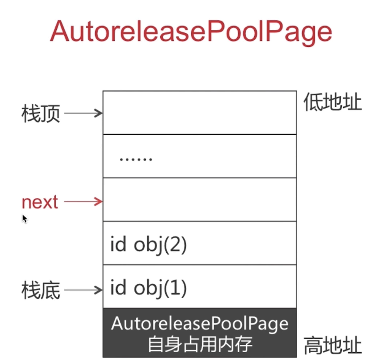 AutoreleasePoolPage
低地址
栈顶
......
next
id obj(2)
栈底
id obj(1)
AutoreleasePoolPage
自身占用内存
高地址